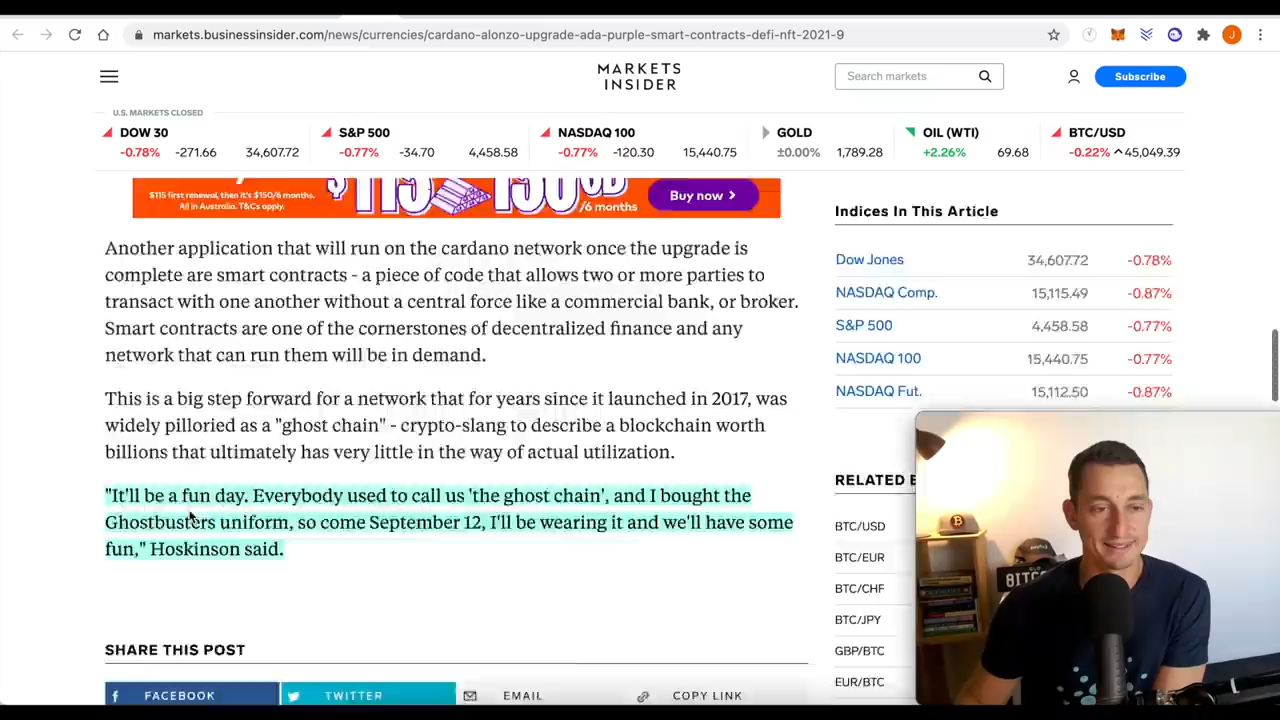 markets.businessinsider.com/news/currencies/cardano-alonzo-upgrade-ada-purple-smart-contracts-defi-nft-2021-9
J
MARKETS
INSIDER
Search markets
Subscribe
U.S. MARKETS CLOSED
DOW 30
-0.78% -271.66 34,607.72
S&P 500
-0.77% -34.70 4,458.58
NASDAQ 100
-0.77% -120.30 15,440.75
GOLD
±0.00% 1,789.28
OIL (WTI)
+2.26% 69.68
BTC/USD
-0.22% 45,049.39
$115 first renewal, then it's $150/6 months.
All in Australia. T&Cs apply.
$115
150GB
/6 months
Buy now
Another application that will run on the cardano network once the upgrade is
complete are smart contracts - a piece of code that allows two or more parties to
transact with one another without a central force like a commercial bank, or broker.
Smart contracts are one of the cornerstones of decentralized finance and any
network that can run them will be in demand.
This is a big step forward for a network that for years since it launched in 2017, was
widely pilloried as a "ghost chain" - crypto-slang to describe a blockchain worth
billions that ultimately has very little in the way of actual utilization.
"It'll be a fun day. Everybody used to call us 'the ghost chain', and I bought the
Ghostbusters uniform, so come September 12, I'll be wearing it and we'll have some
fun," Hoskinson said.
SHARE THIS POST
FACEBOOK
TWITTER
EMAIL
COPY LINK
Indices In This Article
Dow Jones 34,607.72 -0.78%
NASDAQ Comp. 15,115.49 -0.87%
S&P 500 4,458.58 -0.77%
NASDAQ 100 15,440.75 -0.77%
NASDAQ Fut. 15,112.50 -0.87%
RELATED
BTC/USD
BTC/EUR
BTC/CHF
BTC/JPY
GBP/BTC
EUR/BTC